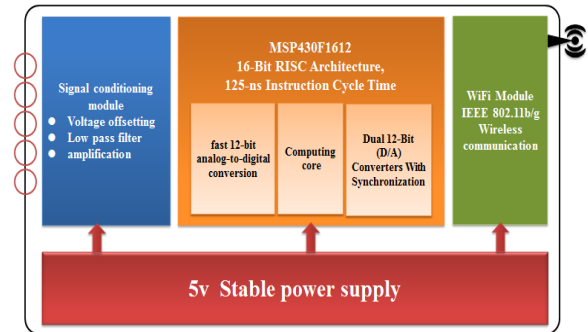 Signal conditioning
module
● Voltage offsetting
● Low pass filter
● amplification
MSP430F1612
16-Bit RISC Architecture,
125-ns Instruction Cycle Time
fast 12-bit
analog-to-digital
conversion
Computing
core
Dual 12-Bit
(D/A)
Converters With
Synchronization
WiFi Module
IEEE 802.11b/g
Wireless
communication
5v Stable power supply